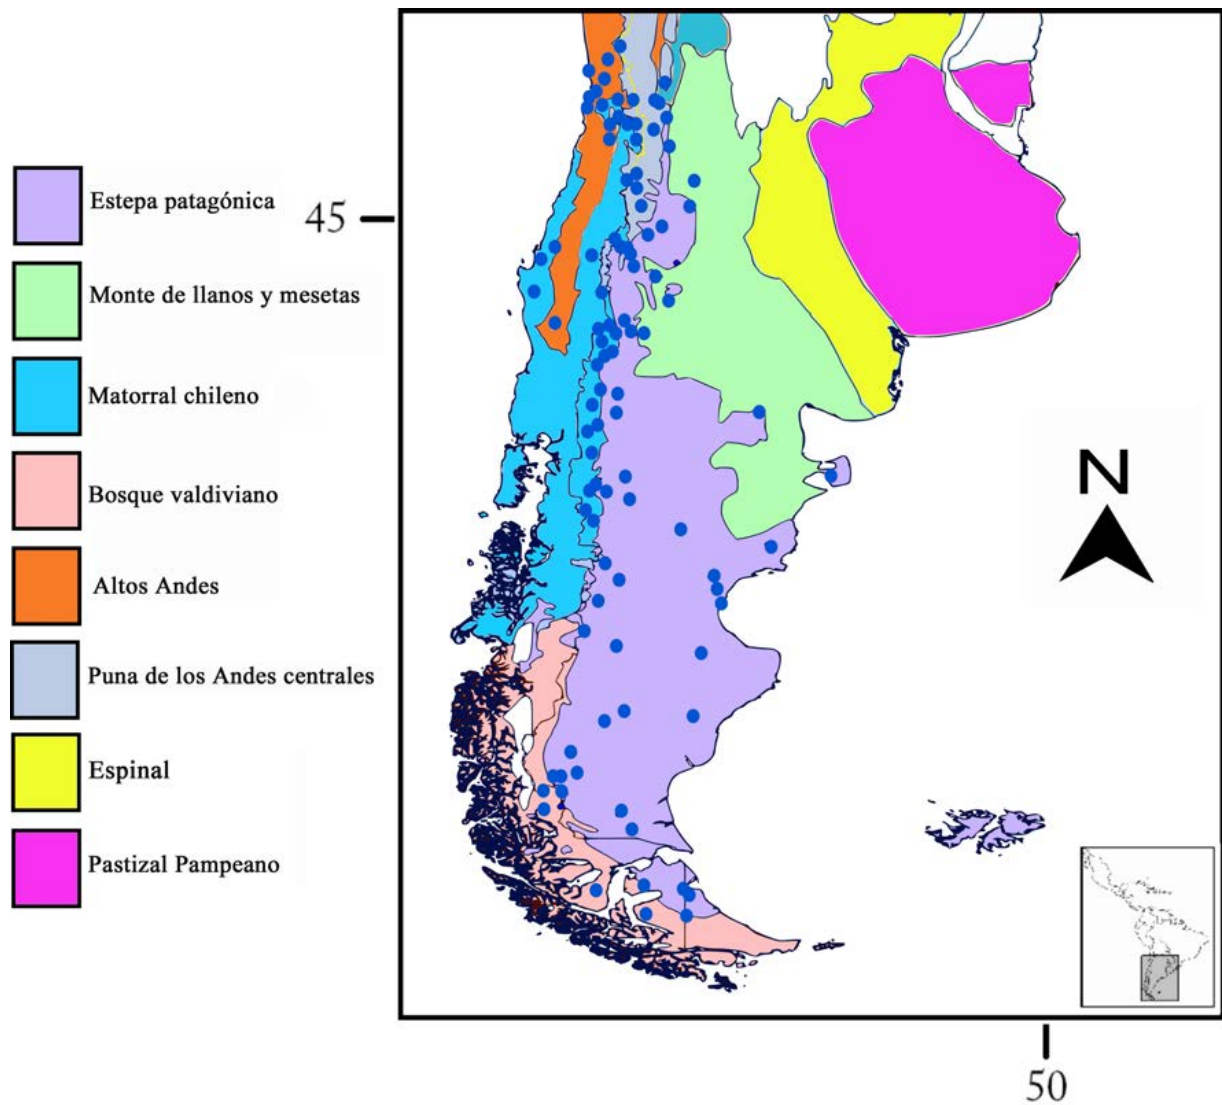 Estepa patagónica
45
Monte de llanos y mesetas
Matorral chileno
N
Bosque valdiviano
Altos Andes
Puna de los Andes centrales
Espinal
Pastizal Pampeano
50